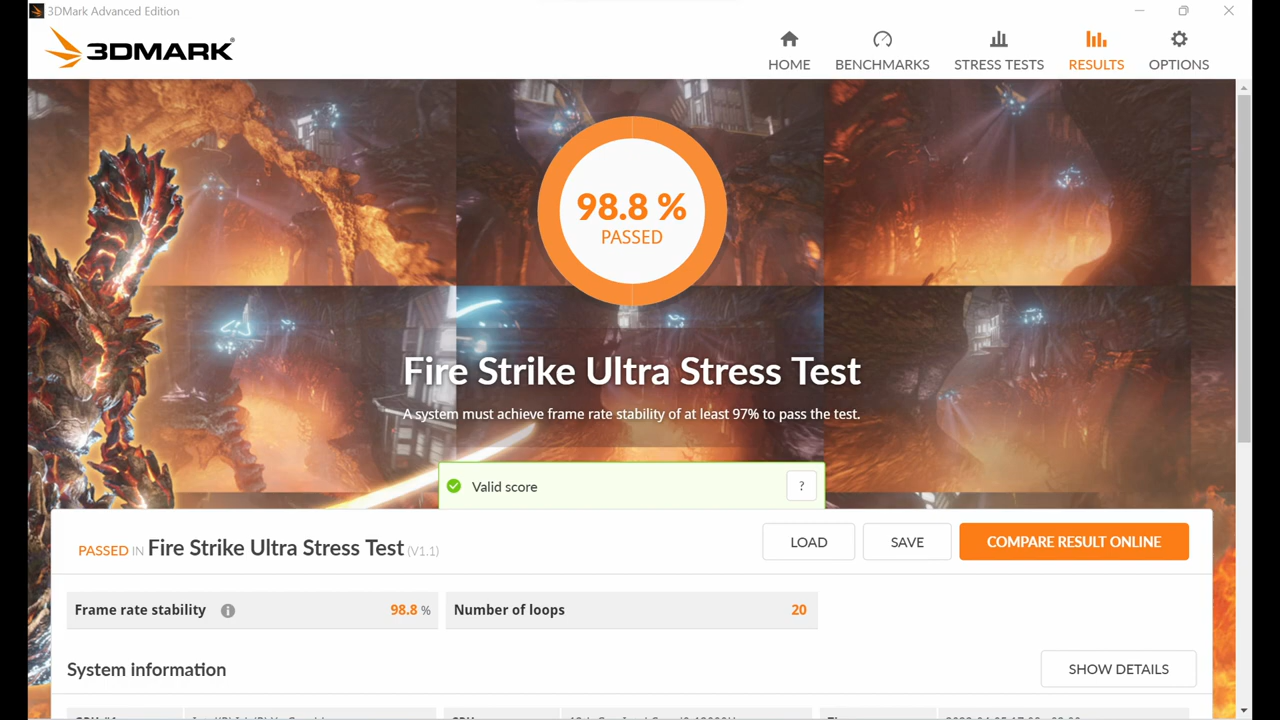 3DMark Advanced Edition
3DMARK
HOME BENCHMARKS STRESS TESTS RESULTS OPTIONS
98.8 %
PASSED
Fire Strike Ultra Stress Test
A system must achieve frame rate stability of at least 97% to pass the test.
Valid score ?
PASSED IN Fire Strike Ultra Stress Test (V1.1) LOAD SAVE COMPARE RESULT ONLINE
Frame rate stability i 98.8 % Number of loops 20
System information SHOW DETAILS